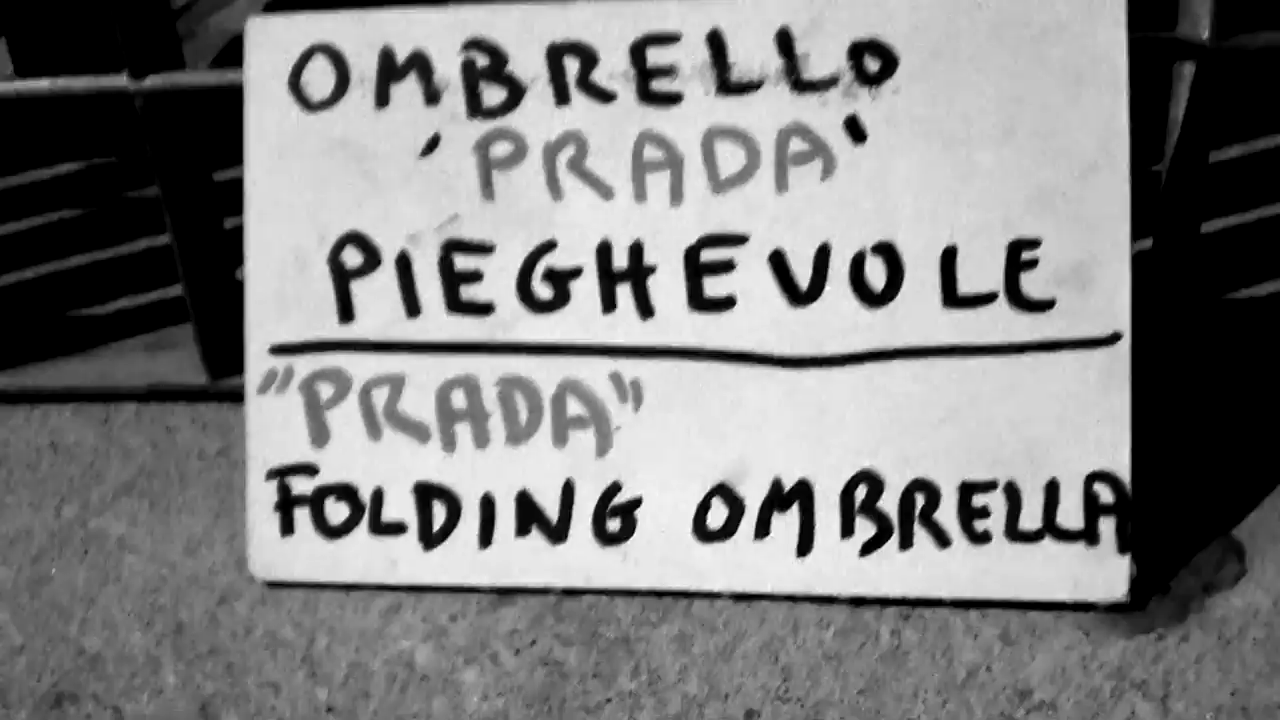 OMBRELLO
'PRADA'
PIEGHEVOLE
"PRADA"
FOLDING OMBRELLA